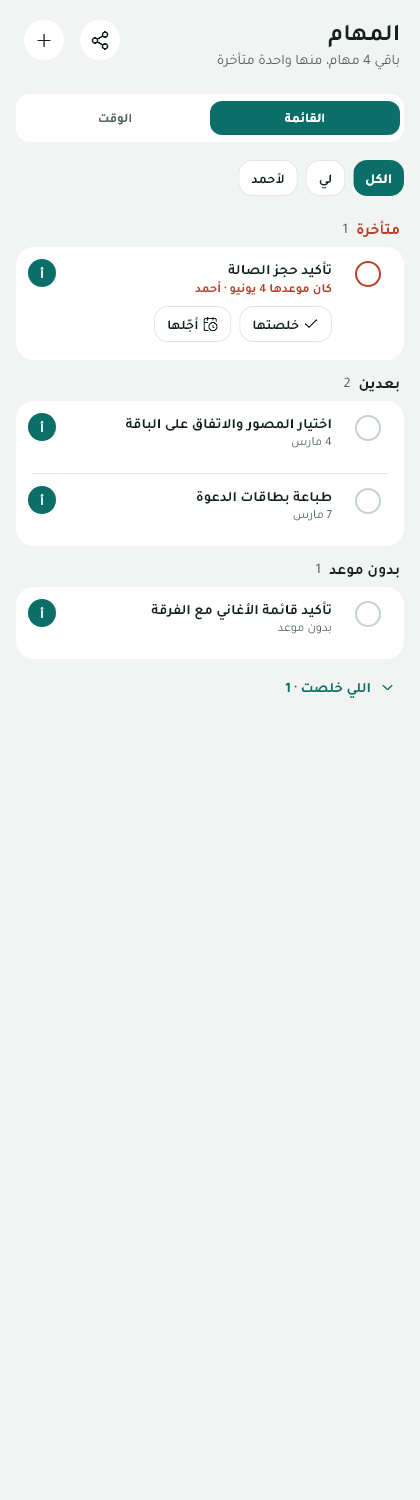 المهام
باقي 4 مهام، منها واحدة متأخرة
القائمة
الوقت
الكل
لي
لأحمد
متأخرة 1
تأكيد حجز الصالة
أ
كان موعدها 4 يونيو · أحمد
خلصتها
أجّلها
بعدين 2
اختيار المصور والاتفاق على الباقة
أ
4 مارس
طباعة بطاقات الدعوة
أ
7 مارس
بدون موعد 1
تأكيد قائمة الأغاني مع الفرقة
أ
بدون موعد
اللي خلصت · 1